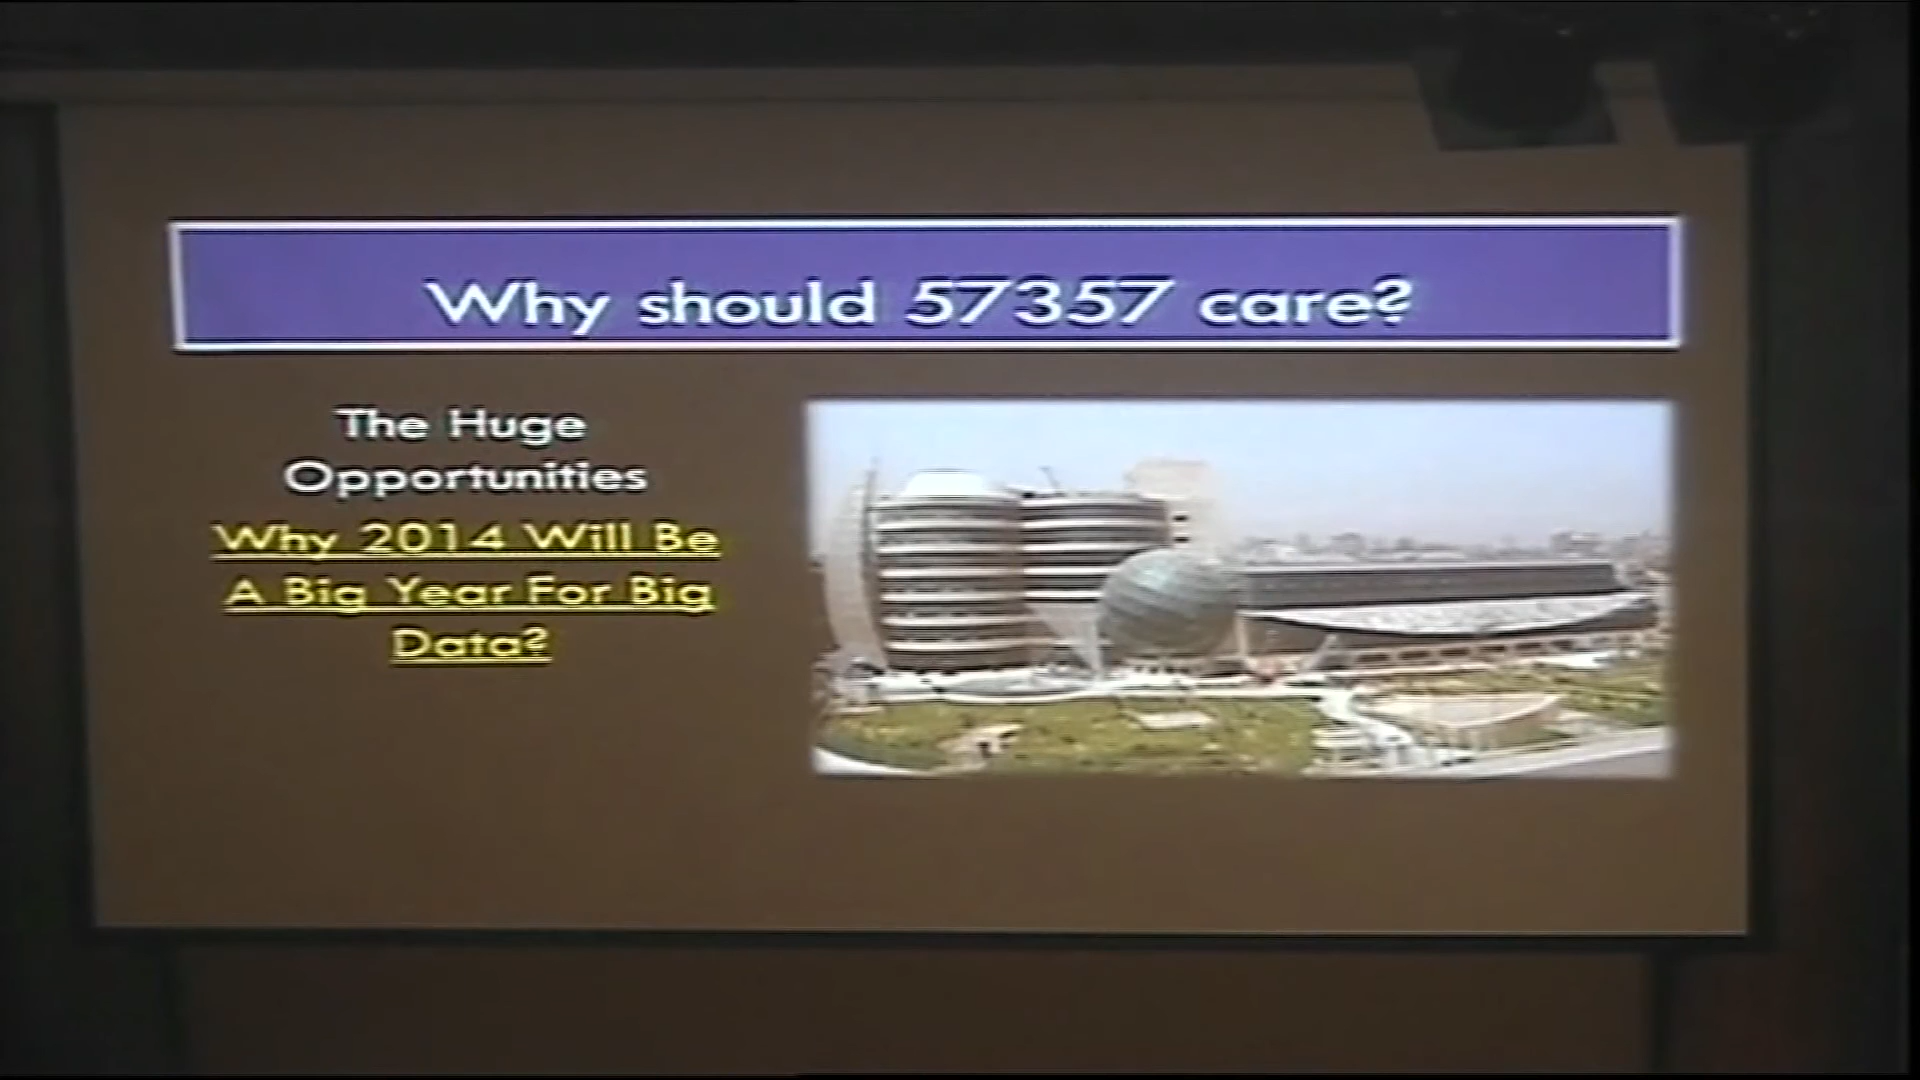 Why should 57357 care?
The Huge
Opportunities
Why 2014 Will Be
A Big Year For Big
Data?